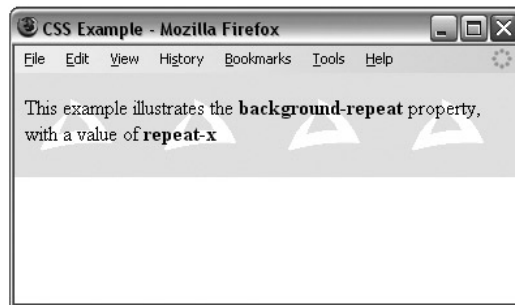 CSS Example - Mozilla Firefox
File Edit View History Bookmarks Tools Help
This example illustrates the background-repeat property,
with a value of repeat-x